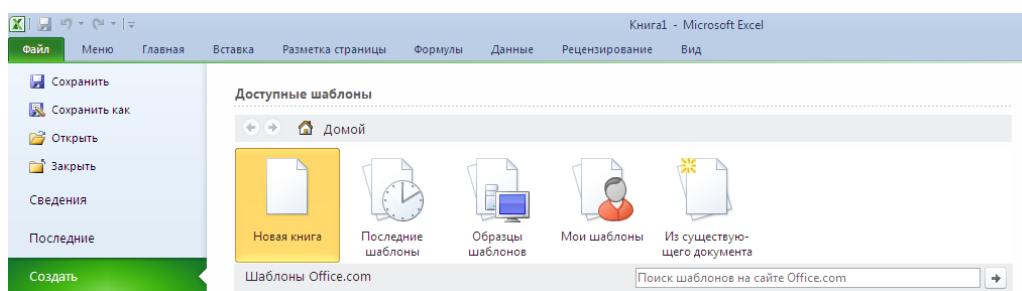 Книга1 - Microsoft Excel
Файл Меню Главная Вставка Разметка страницы Формулы Данные Рецензирование Вид
Сохранить
Сохранить как
Открыть
Закрыть
Сведения
Последние
Создать
Доступные шаблоны
Домой
Новая книга
Последние
шаблоны
Образцы
шаблонов
Мои шаблоны
Из существую-
щего документа
Шаблоны Office.com
Поиск шаблонов на сайте Office.com